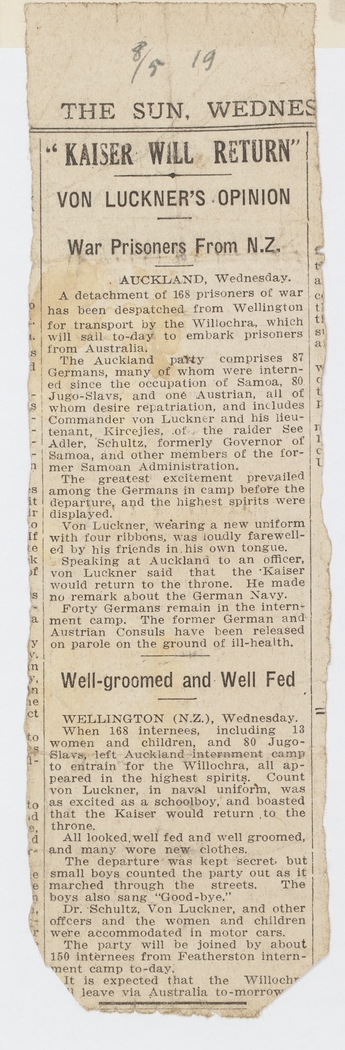 8/5 19
THE SUN, WEDNES
"KAISER WILL RETURN"
VON LUCKNER'S OPINION
War Prisoners From N.Z.
AUCKLAND, Wednesday.
A detachment of 168 prisoners of war
has been despatched from Wellington
for transport by the Willochra, which
will sail to-day to embark prisoners
from Australia.
The Auckland party comprises 87
Germans, many of whom were intern-
ed since the occupation of Samoa, 80
Jugo-Slavs, and one Austrian, all of
whom desire repatriation, and includes
Commander von Luckner and his lieu-
tenant, Kircejies, of the raider See
Adler, Schultz, formerly Governor of
Samoa, and other members of the for-
mer Samoan Administration.
The greatest excitement prevailed
among the Germans in camp before the
departure, and the highest spirits were
displayed.
Von Luckner, wearing a new uniform
with four ribbons, was loudly farewell-
ed by his friends in his own tongue.
Speaking at Auckland to an officer,
von Luckner said that the Kaiser
would return to the throne. He made
no remark about the German Navy.
Forty Germans remain in the intern-
ment camp. The former German and
Austrian Consuls have been released
on parole on the ground of ill-health.
Well-groomed and Well Fed
WELLINGTON (N.Z.), Wednesday.
When 168 internees, including 13
women and children, and 80 Jugo-
Slavs, left Auckland internment camp
to entrain for the Willochra, all ap-
peared in the highest spirits. Count
von Luckner, in naval uniform, was
as excited as a schoolboy, and boasted
that the Kaiser would return to the
throne.
All looked well fed and well groomed,
and many wore new clothes.
The departure was kept secret, but
small boys counted the party out as it
marched through the streets. The
boys also sang "Good-bye."
Dr. Schultz, Von Luckner, and other
offcers and the women and children
were accommodated in motor cars.
The party will be joined by about
150 internees from Featherston intern-
ment camp to-day.
It is expected that the Willochr
leave via Australia to-morrow